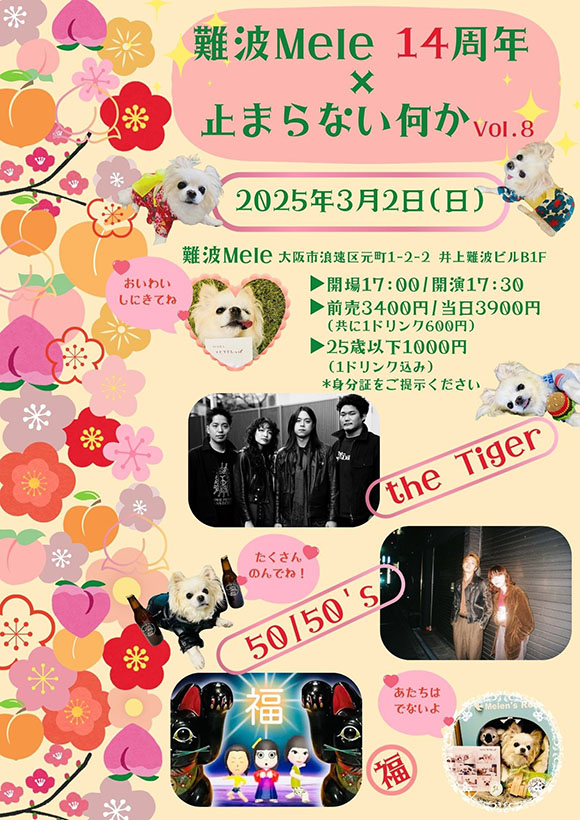 難波Mele 14周年
×
止まらない何かVol.8
2025年3月2日(日)
難波Mele 大阪市浪速区元町1-2-2 井上難波ビルB1F
おいわい
しにきてね
▶開場17:00/開演17:30
▶前売3400円/当日3900円
(共に1ドリンク600円)
▶25歳以下1000円
(1ドリンク込み)
*身分証をご提示ください
the Tiger
たくさん
のんでね!
50/50's
福
あたちは
でないよ
福